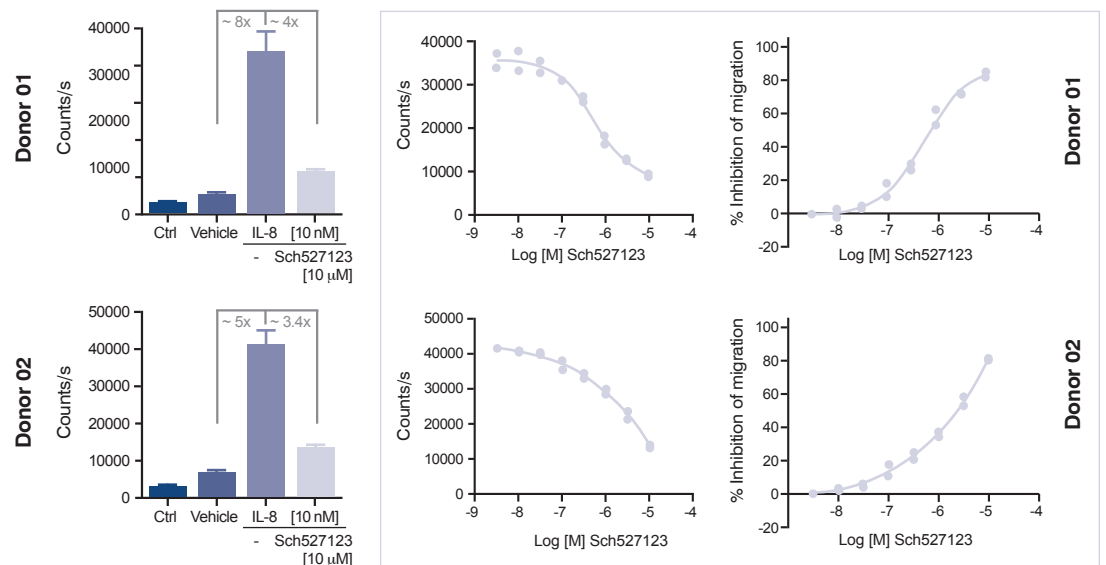 Donor 01
Counts/s
40000
30000
20000
10000
0
~ 8x ~ 4x
Ctrl Vehicle IL-8 [10 nM]
- Sch527123
[10 µM]
Counts/s
40000
30000
20000
10000
0
-9 -8 -7 -6 -5 -4
Log [M] Sch527123
% Inhibition of migration
100
80
60
40
20
0
-20
-8 -7 -6 -5 -4
Log [M] Sch527123
Donor 01
Donor 02
Counts/s
50000
40000
30000
20000
10000
0
~ 5x ~ 3.4x
Ctrl Vehicle IL-8 [10 nM]
- Sch527123
[10 µM]
Counts/s
50000
40000
30000
20000
10000
0
-9 -8 -7 -6 -5 -4
Log [M] Sch527123
% Inhibition of migration
100
80
60
40
20
0
-20
-8 -7 -6 -5 -4
Log [M] Sch527123
Donor 02